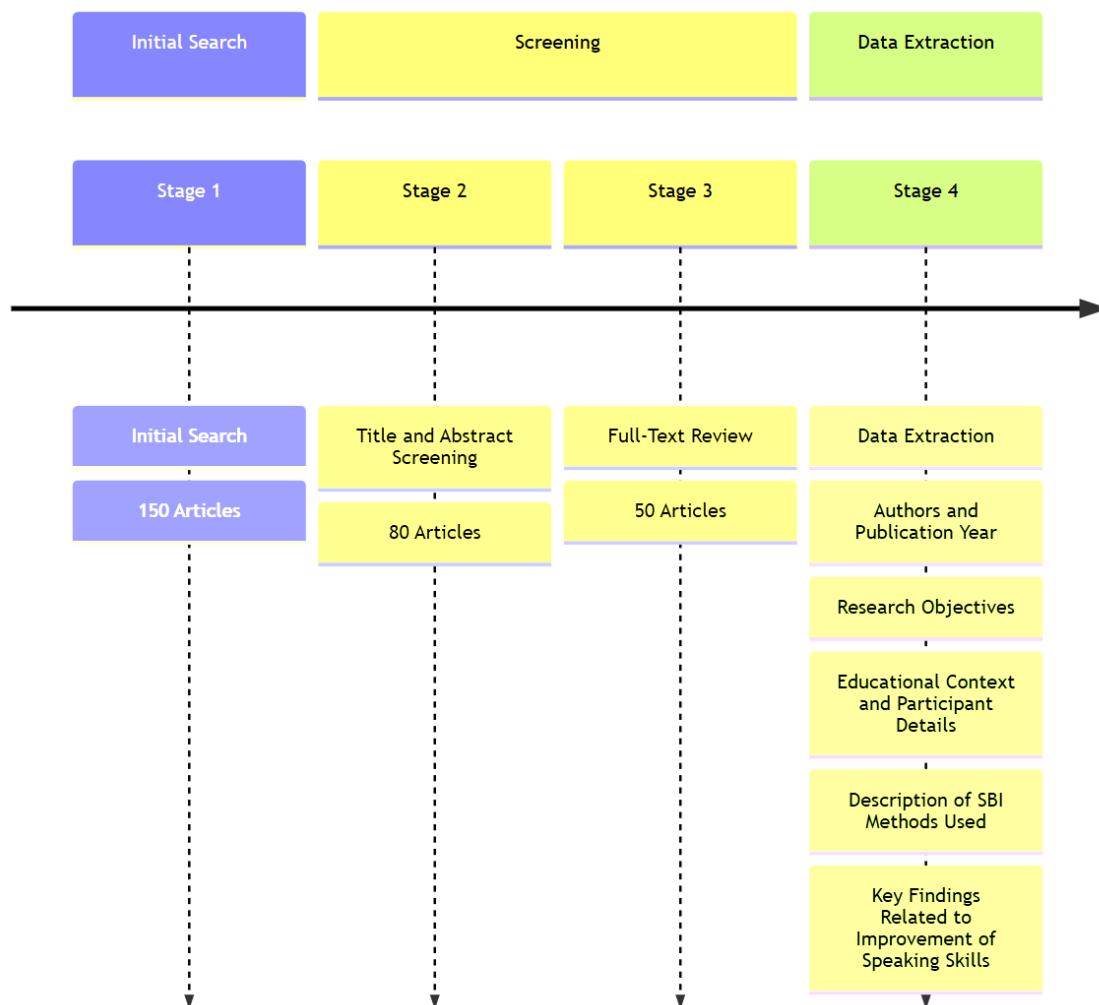 Initial Search
Screening
Data Extraction
Stage 1
Stage 2
Stage 3
Stage 4
Initial Search
150 Articles
Title and Abstract
Screening
80 Articles
Full-Text Review
50 Articles
Data Extraction
Authors and
Publication Year
Research Objectives
Educational Context
and Participant
Details
Description of SBI
Methods Used
Key Findings
Related to
Improvement of
Speaking Skills